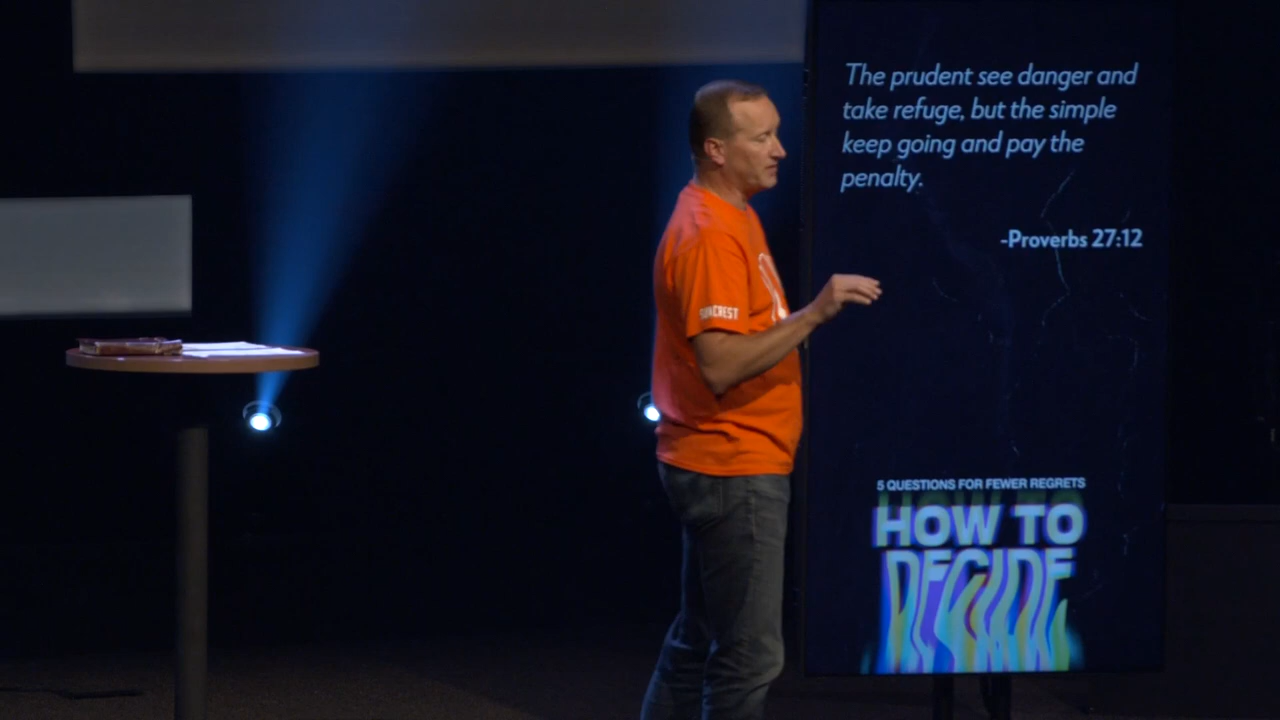 The prudent see danger and
take refuge, but the simple
keep going and pay the
penalty.
-Proverbs 27:12
5 QUESTIONS FOR FEWER REGRETS
HOW TO
DECIDE